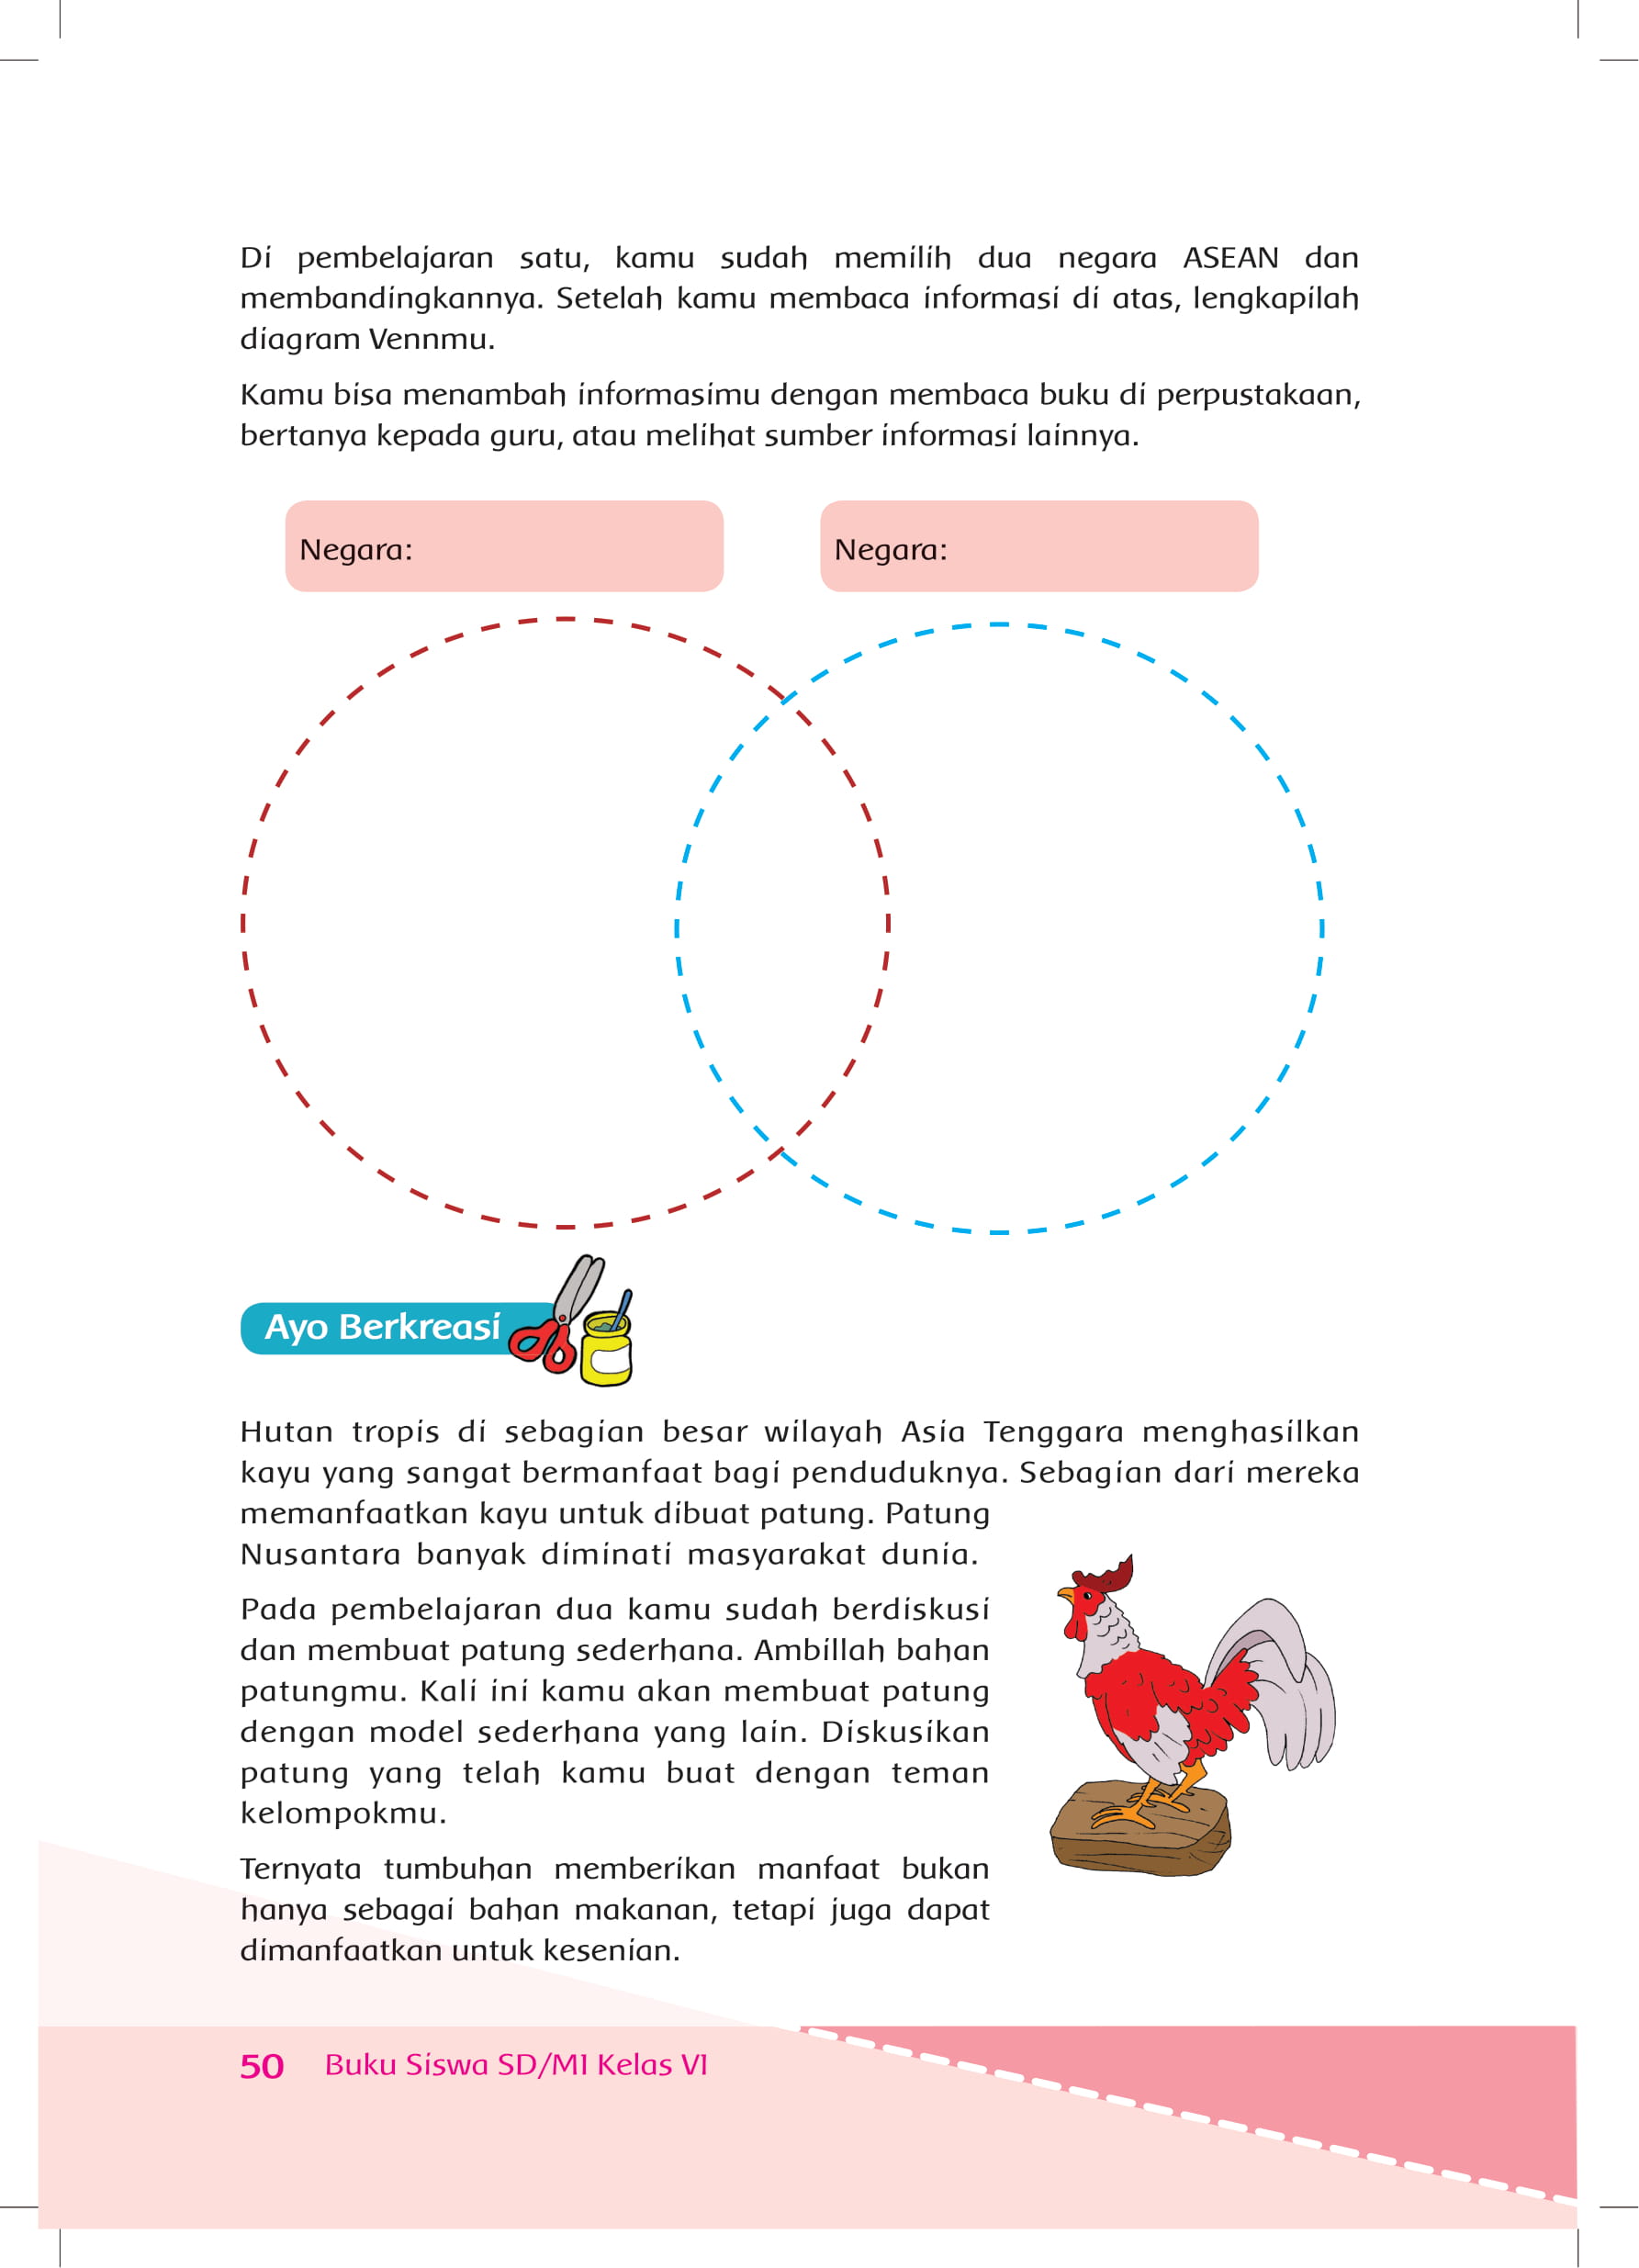 Di pembelajaran satu, kamu sudah memilih dua negara ASEAN dan
membandingkannya. Setelah kamu membaca informasi di atas, lengkapilah
diagram Vennmu.
Kamu bisa menambah informasimu dengan membaca buku di perpustakaan,
bertanya kepada guru, atau melihat sumber informasi lainnya.
Negara:
Negara:
Ayo Berkreasi
Hutan tropis di sebagian besar wilayah Asia Tenggara menghasilkan
kayu yang sangat bermanfaat bagi penduduknya. Sebagian dari mereka
memanfaatkan kayu untuk dibuat patung. Patung
Nusantara banyak diminati masyarakat dunia.
Pada pembelajaran dua kamu sudah berdiskusi
dan membuat patung sederhana. Ambillah bahan
patungmu. Kali ini kamu akan membuat patung
dengan model sederhana yang lain. Diskusikan
patung yang telah kamu buat dengan teman
kelompokmu.
Ternyata tumbuhan memberikan manfaat bukan
hanya sebagai bahan makanan, tetapi juga dapat
dimanfaatkan untuk kesenian.
50 Buku Siswa SD/MI Kelas VI